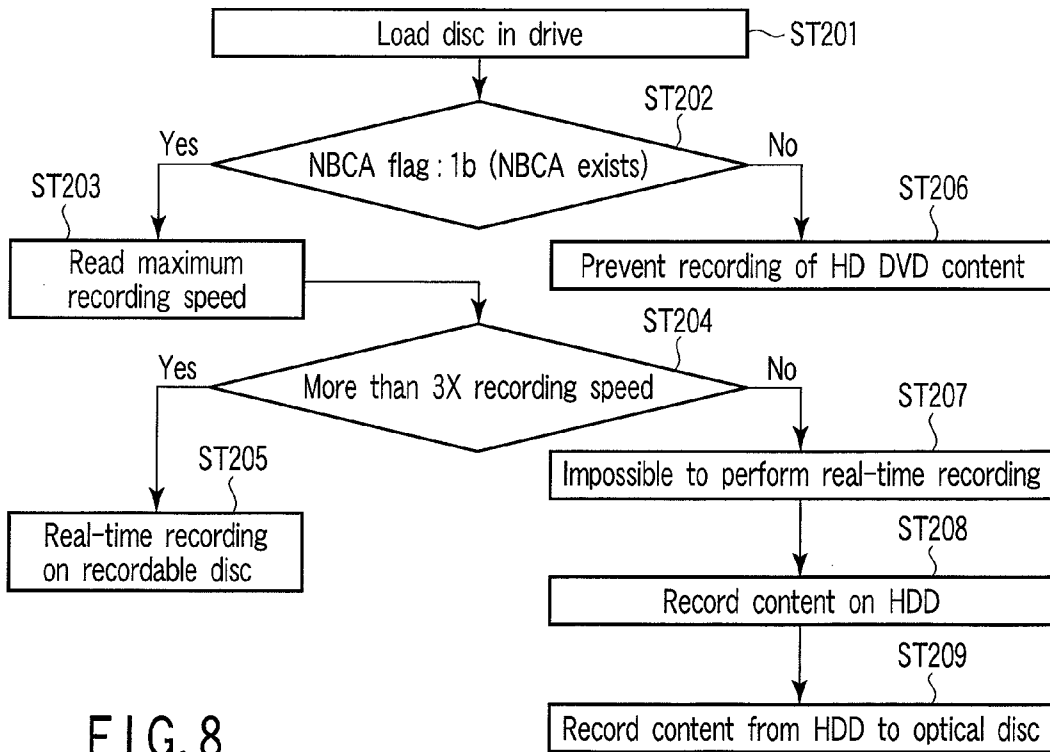 Load disc in drive
ST201
ST202
Yes
NBCA flag : 1b (NBCA exists)
No
ST203
ST206
Read maximum
recording speed
Prevent recording of HD DVD content
ST204
Yes
More than 3X recording speed
No
ST207
ST205
Impossible to perform real-time recording
Real-time recording
on recordable disc
ST208
Record content on HDD
ST209
Record content from HDD to optical disc
FIG. 8